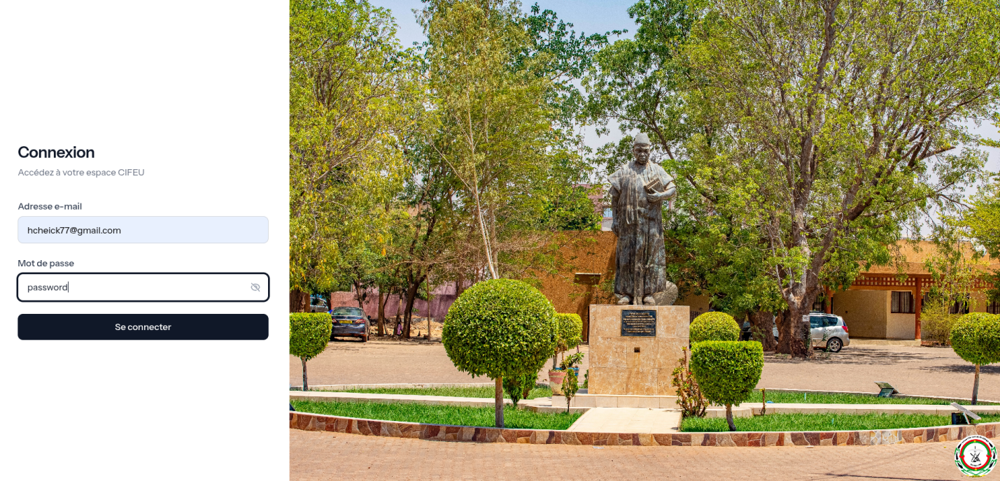 Connexion
Accédez à votre espace CIFEU
Adresse e-mail
hcheick77@gmail.com
Mot de passe
password
Se connecter